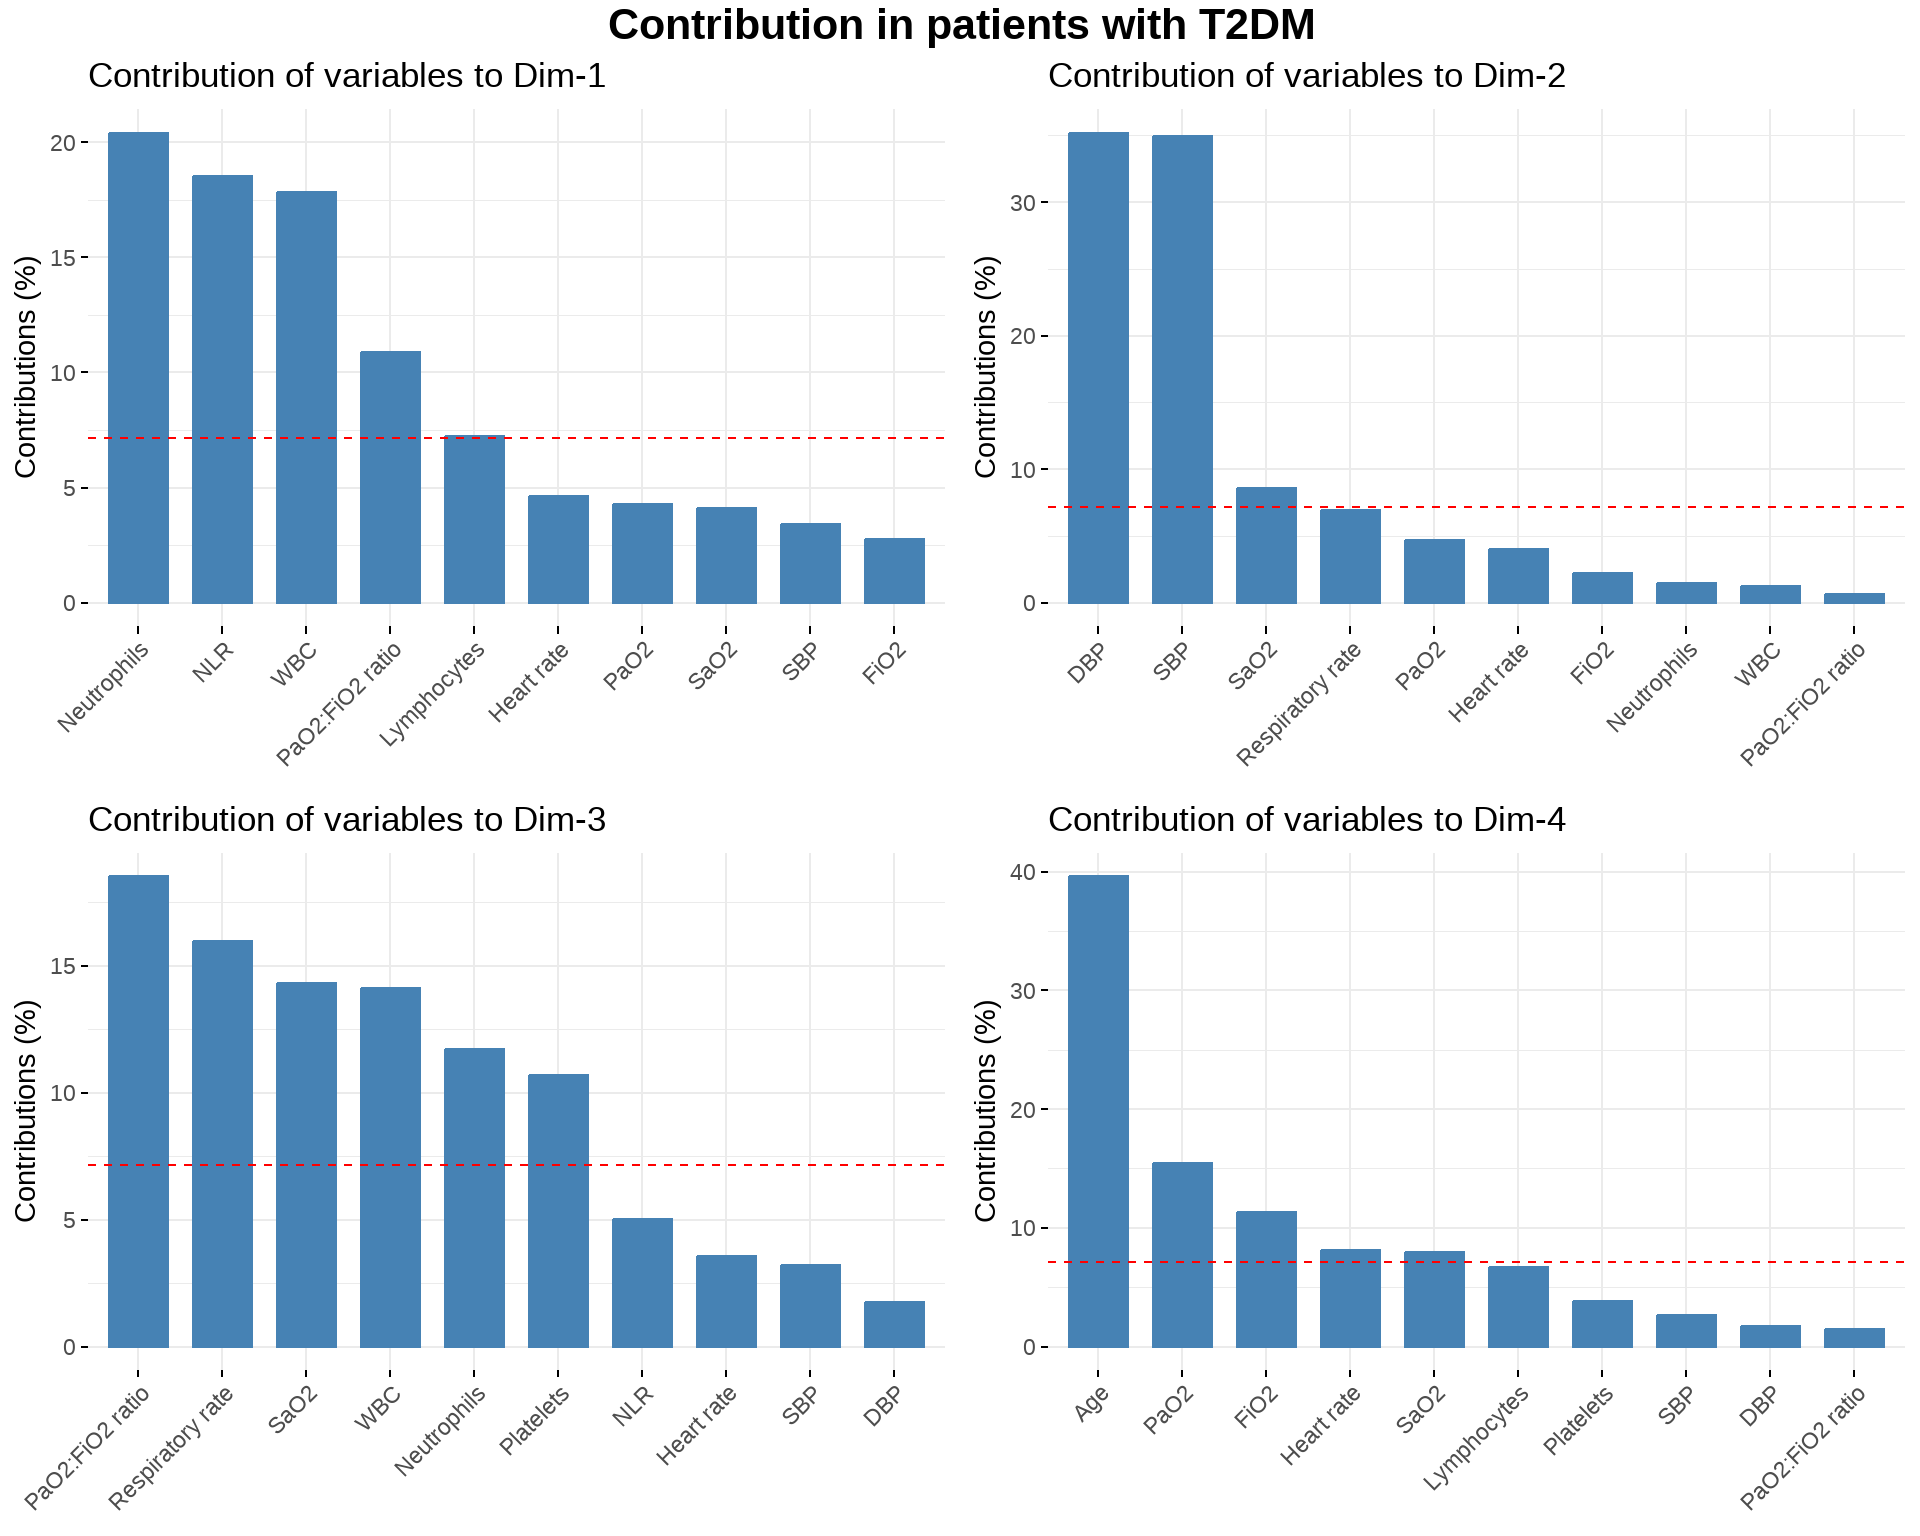 Contribution in patients with T2DM
Contribution of variables to Dim-1
Contributions (%)
20
15
10
5
0
Neutrophils
NLR
WBC
PaO2:FiO2 ratio
Lymphocytes
Heart rate
PaO2
SaO2
SBP
FiO2
Contribution of variables to Dim-2
Contributions (%)
30
20
10
0
DBP
SBP
SaO2
Respiratory rate
PaO2
Heart rate
FiO2
Neutrophils
WBC
PaO2:FiO2 ratio
Contribution of variables to Dim-3
Contributions (%)
15
10
5
0
PaO2:FiO2 ratio
Respiratory rate
SaO2
WBC
Neutrophils
Platelets
NLR
Heart rate
SBP
DBP
Contribution of variables to Dim-4
Contributions (%)
40
30
20
10
0
Age
PaO2
FiO2
Heart rate
SaO2
Lymphocytes
Platelets
SBP
DBP
PaO2:FiO2 ratio